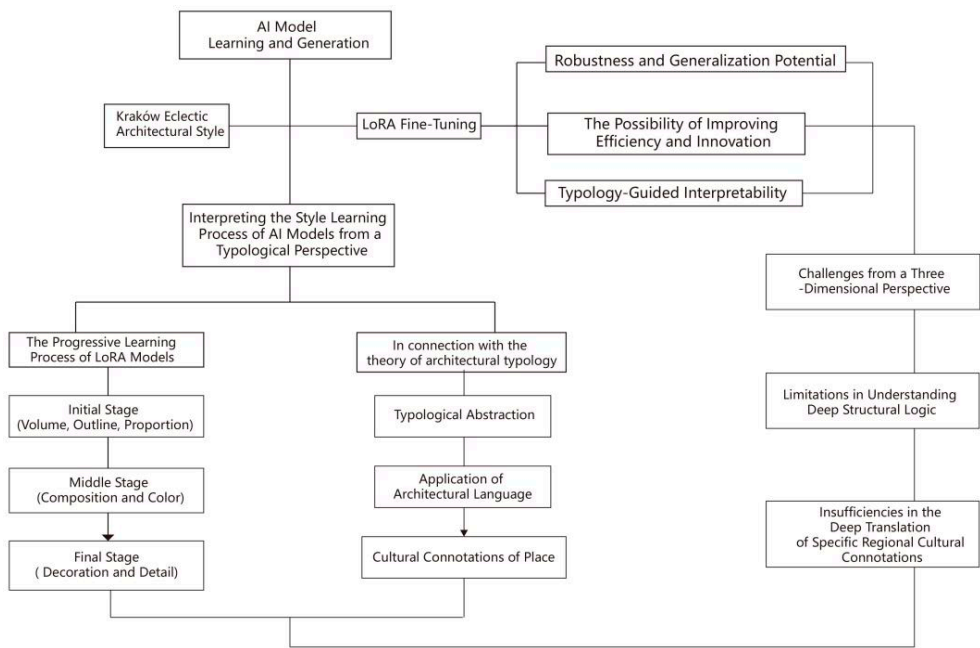 AI Model
Learning and Generation
Robustness and Generalization Potential
Kraków Eclectic
Architectural Style
LoRA Fine-Tuning
The Possibility of Improving
Efficiency and Innovation
Typology-Guided Interpretability
Interpreting the Style Learning
Process of AI Models from a
Typological Perspective
Challenges from a Three
-Dimensional Perspective
The Progressive Learning
Process of LoRA Models
In connection with the
theory of architectural typology
Initial Stage
(Volume, Outline, Proportion)
Typological Abstraction
Limitations in Understanding
Deep Structural Logic
Middle Stage
(Composition and Color)
Application of
Architectural Language
Insufficiencies in the
Deep Translation
of Specific Regional Cultural
Connotations
Final Stage
( Decoration and Detail)
Cultural Connotations of Place